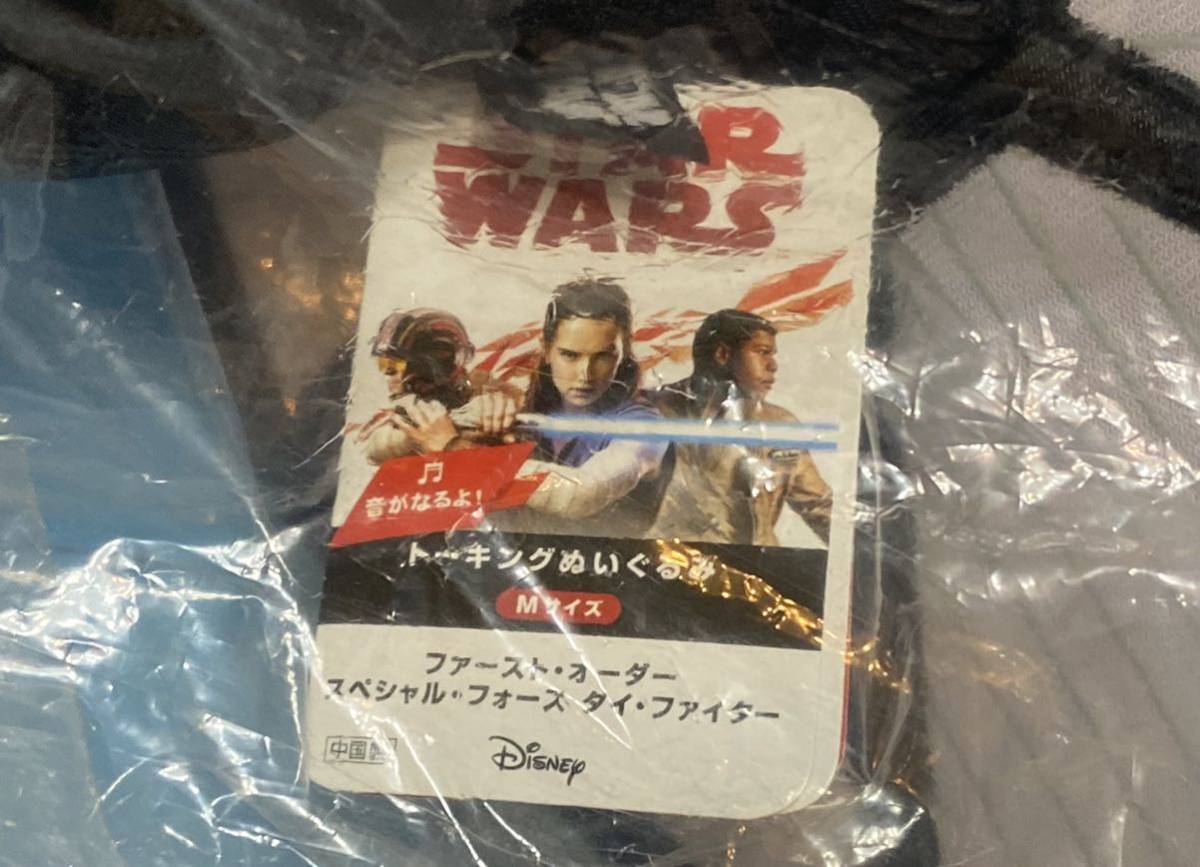 STAR
WARS
音がなるよ!
トーキングぬいぐるみ
Mサイズ
ファースト・オーダー
スペシャル・フォース タイ・ファイター
中国製
Disney